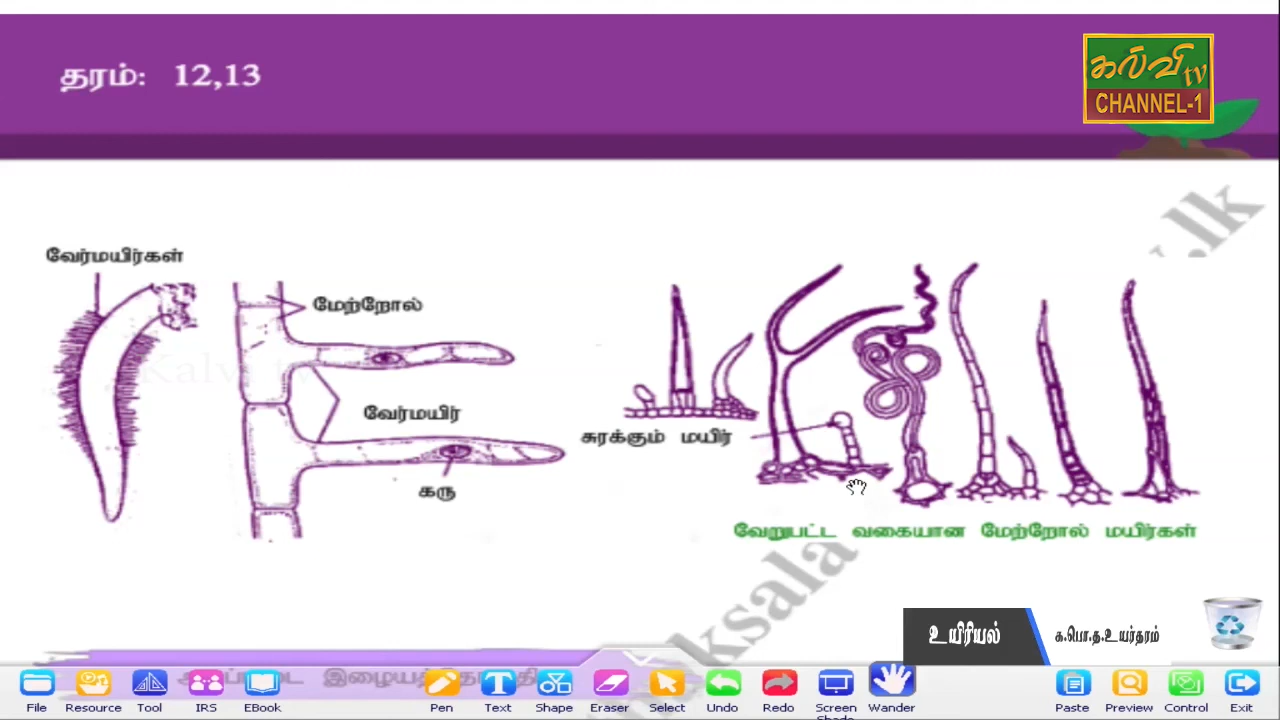 தரம்: 12,13
கல்வி tv
CHANNEL-1
வேர்மயிர்கள்
மேற்றோல்
வேர்மயிர்
கரு
சுரக்கும் மயிர்
வேறுபட்ட வகையான மேற்றோல் மயிர்கள்
உயிரியல்
க.பொ.த.உயர்தரம்
File Resource Tool IRS EBook Pen Text Shape Eraser Select Undo Redo Screen Wander Paste Preview Control Exit